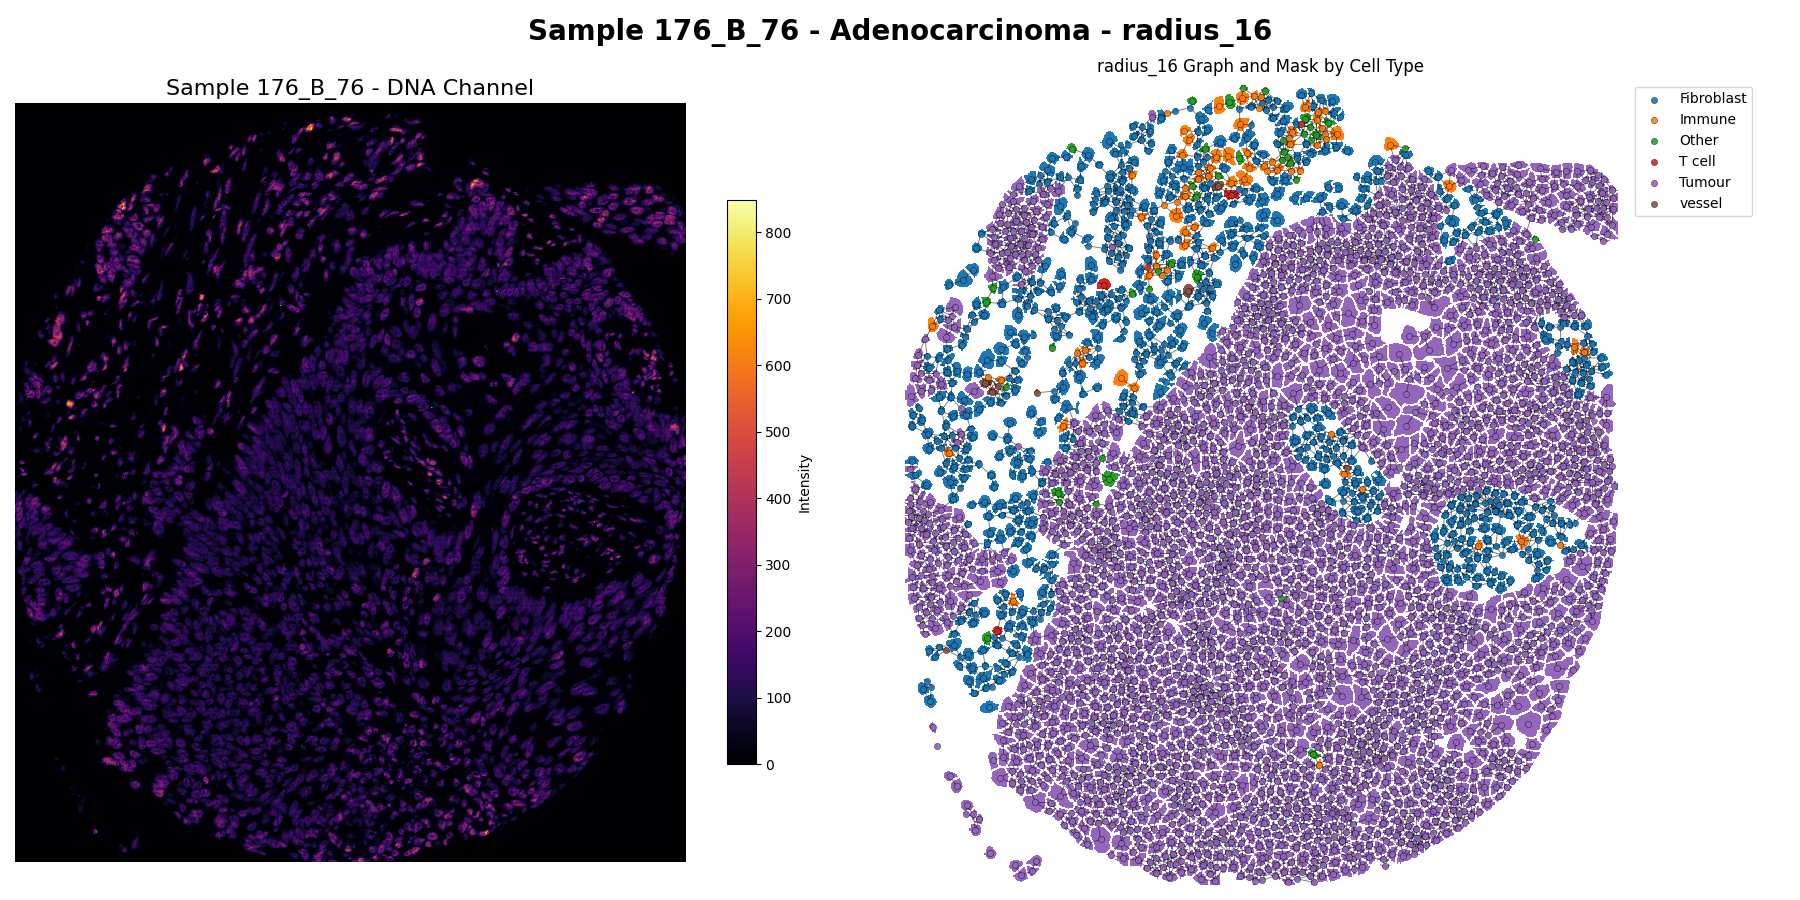 Sample 176_B_76 - Adenocarcinoma - radius_16
Sample 176_B_76 - DNA Channel
800
700
600
500
400
300
200
100
0
Intensity
radius_16 Graph and Mask by Cell Type
Fibroblast
Immune
Other
T cell
Tumour
vessel